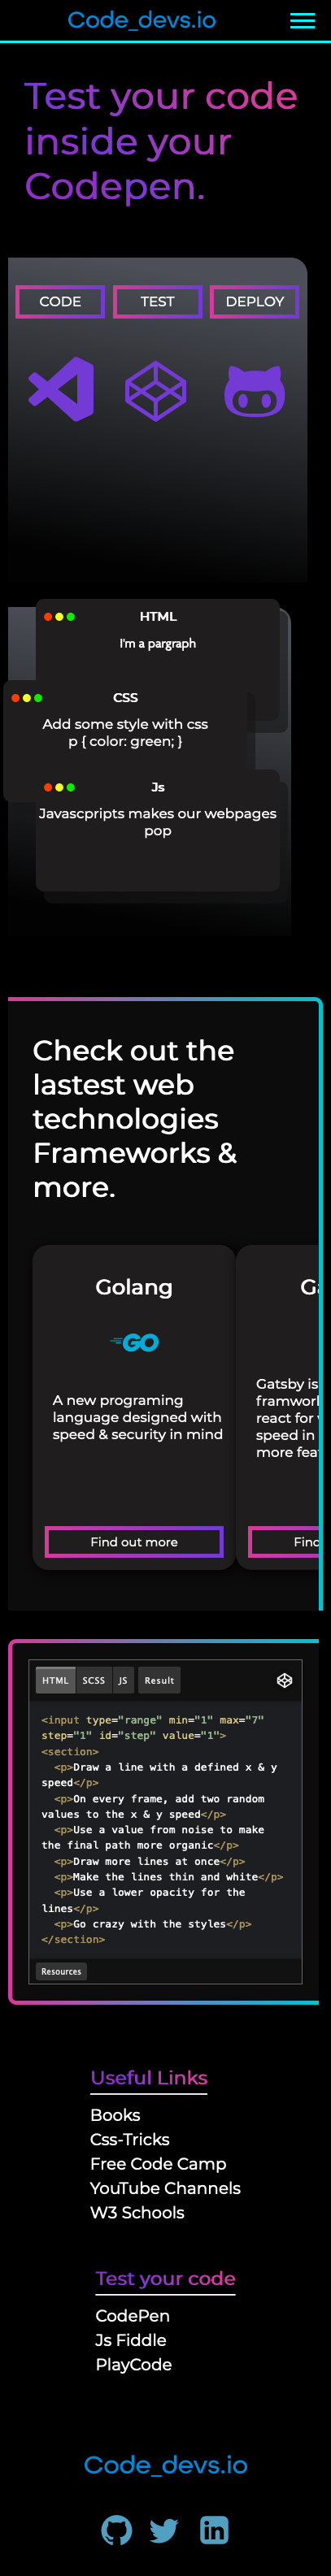 Code_devs.io
Test your code
inside your
Codepen.
CODE TEST DEPLOY
HTML
I'm a pargraph
CSS
Add some style with css
p { color: green; }
Js
Javascpripts makes our webpages
pop
Check out the
lastest web
technologies
Frameworks &
more.
Golang
GO
A new programing
language designed with
speed & security in mind
Find out more
Ga
Gatsby is
framwork
react for
speed in
more fea
Find
HTML SCSS JS Result
<input type="range" min="1" max="7"
step="1" id="step" value="1">
<section>
<p>Draw a line with a defined x & y
speed</p>
<p>On every frame, add two random
values to the x & y speed</p>
<p>Use a value from noise to make
the final path more organic</p>
<p>Draw more lines at once</p>
<p>Make the lines thin and white</p>
<p>Use a lower opacity for the
lines</p>
<p>Go crazy with the styles</p>
</section>
Resources
Useful Links
Books
Css-Tricks
Free Code Camp
YouTube Channels
W3 Schools
Test your code
CodePen
Js Fiddle
PlayCode
Code_devs.io
in